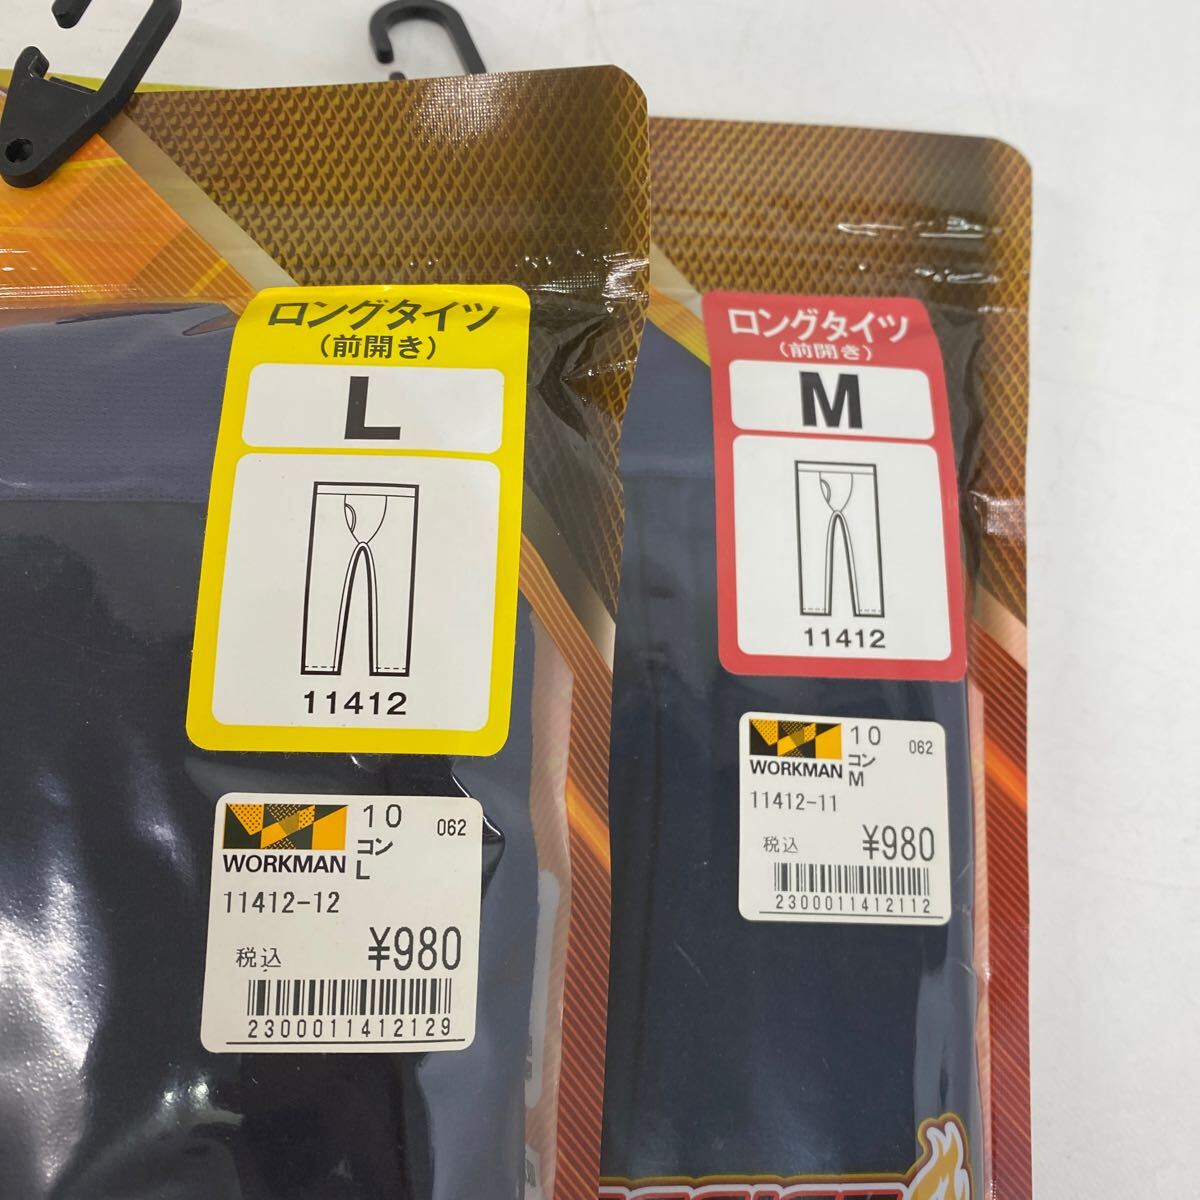 ロングタイツ
(前開き)
L
11412
WORKMAN
10
コン
L
062
11412-12
税込 ¥980
2300011412129
ロングタイツ
(前開き)
M
11412
WORKMAN
10
コン
M
062
11412-11
税込 ¥980
2300011412112